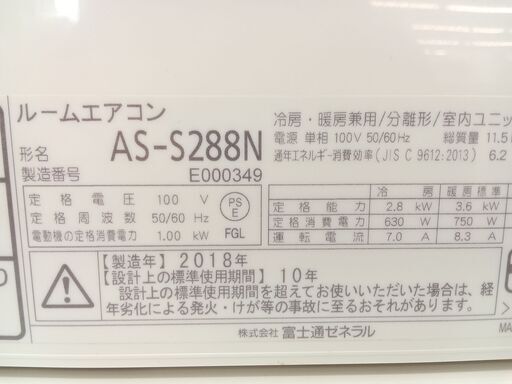 ルームエアコン
形名 AS-S288N
製造番号 E000349
冷房・暖房兼用/分離形/室内ユニッ
電源 単相 100V 50/60Hz 総質量 11.5
通年エネルギー消費効率(JIS C 9612:2013) 6.2
定格電圧 100 V
定格周波数 50/60 Hz
電動機の定格消費電力 1.00 kW
PS
E
FGL
冷房 暖房標準
定格能力 2.8 kW 3.6 kW
定格消費電力 630 W 750 W
運転電流 7.0 A 8.3 A
【製造年】2018年
【設計上の標準使用期間】10年
設計上の標準使用期間を超えてお使いいただいた場合は、経
年劣化による発火・けが等の事故に至るおそれがあります。
株式会社 富士通ゼネラル
MA